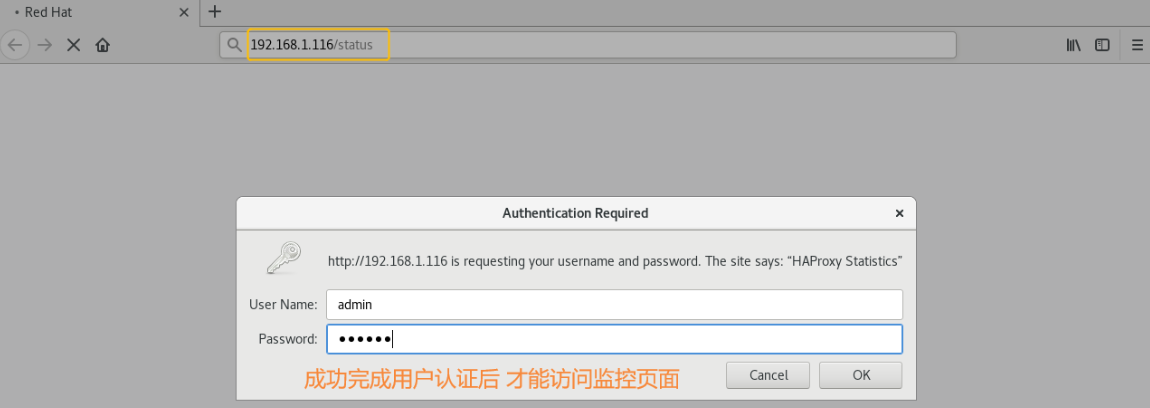 Red Hat
192.168.1.116/status
Authentication Required
http://192.168.1.116 is requesting your username and password. The site says: “HAProxy Statistics”
User Name: admin
Password: ••••••
成功完成用户认证后 才能访问监控页面
Cancel OK